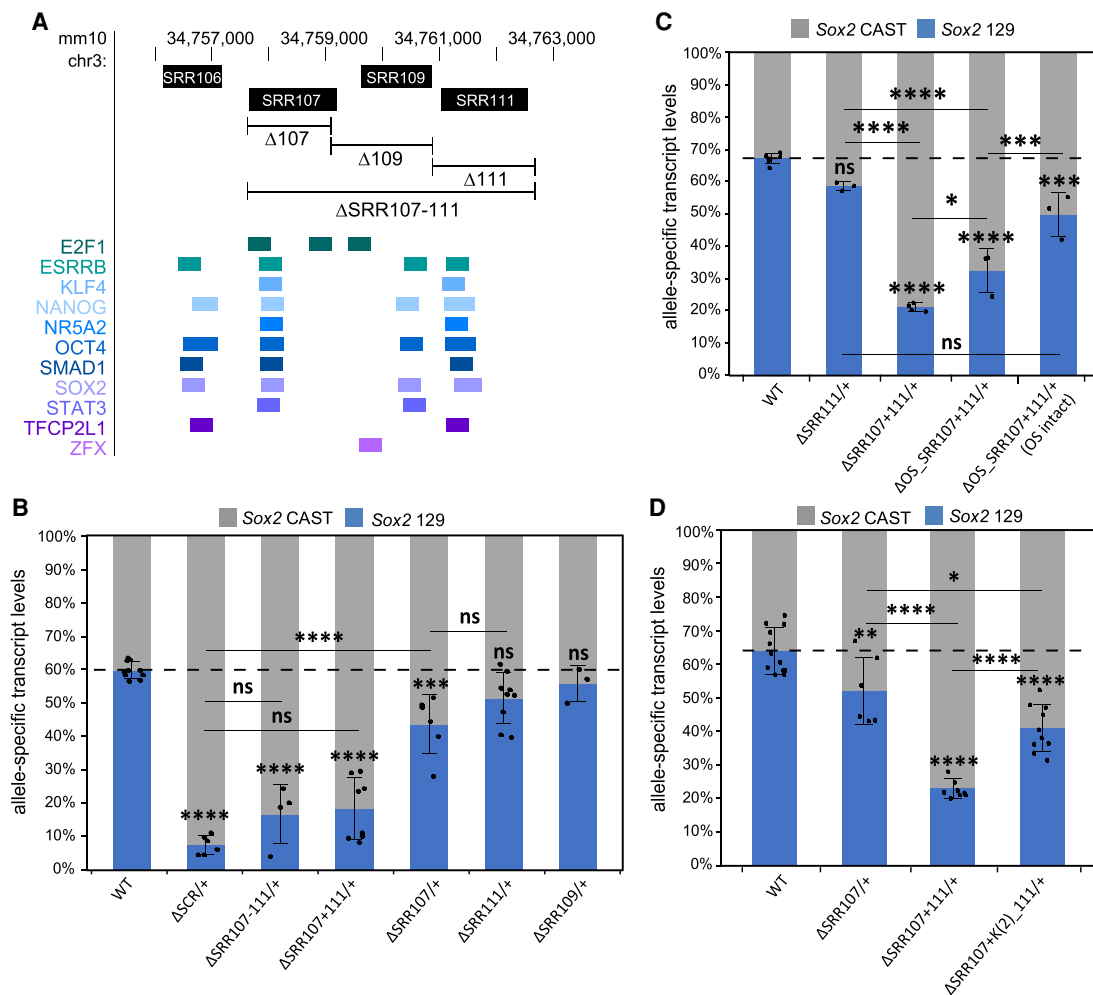 A
mm10
34,757,000 34,759,000 34,761,000 34,763,000
chr3:
SRR106
SRR109
SRR107
SRR111
Δ107
Δ109
Δ111
ΔSRR107-111
E2F1
ESRRB
KLF4
NANOG
NR5A2
OCT4
SMAD1
SOX2
STAT3
TFCP2L1
ZFX
B
Sox2 CAST Sox2 129
allele-specific transcript levels
100%
90%
80%
70%
60%
50%
40%
30%
20%
10%
0%
ns
ns
ns
****
***
ns
ns
****
****
****
WT
ΔSCR/+
ΔSRR107-111/+
ΔSRR107+111/+
ΔSRR107/+
ΔSRR111/+
ΔSRR109/+
C
Sox2 CAST Sox2 129
allele-specific transcript levels
100%
90%
80%
70%
60%
50%
40%
30%
20%
10%
0%
****
****
***
ns
***
*
****
****
ns
WT
ΔSRR111/+
ΔSRR107+111/+
ΔOS_SRR107+111/+
ΔOS_SRR107+111/+
(OS intact)
D
Sox2 CAST Sox2 129
allele-specific transcript levels
100%
90%
80%
70%
60%
50%
40%
30%
20%
10%
0%
*
****
**
****
****
****
WT
ΔSRR107/+
ΔSRR107+111/+
ΔSRR107+K(2)_111/+